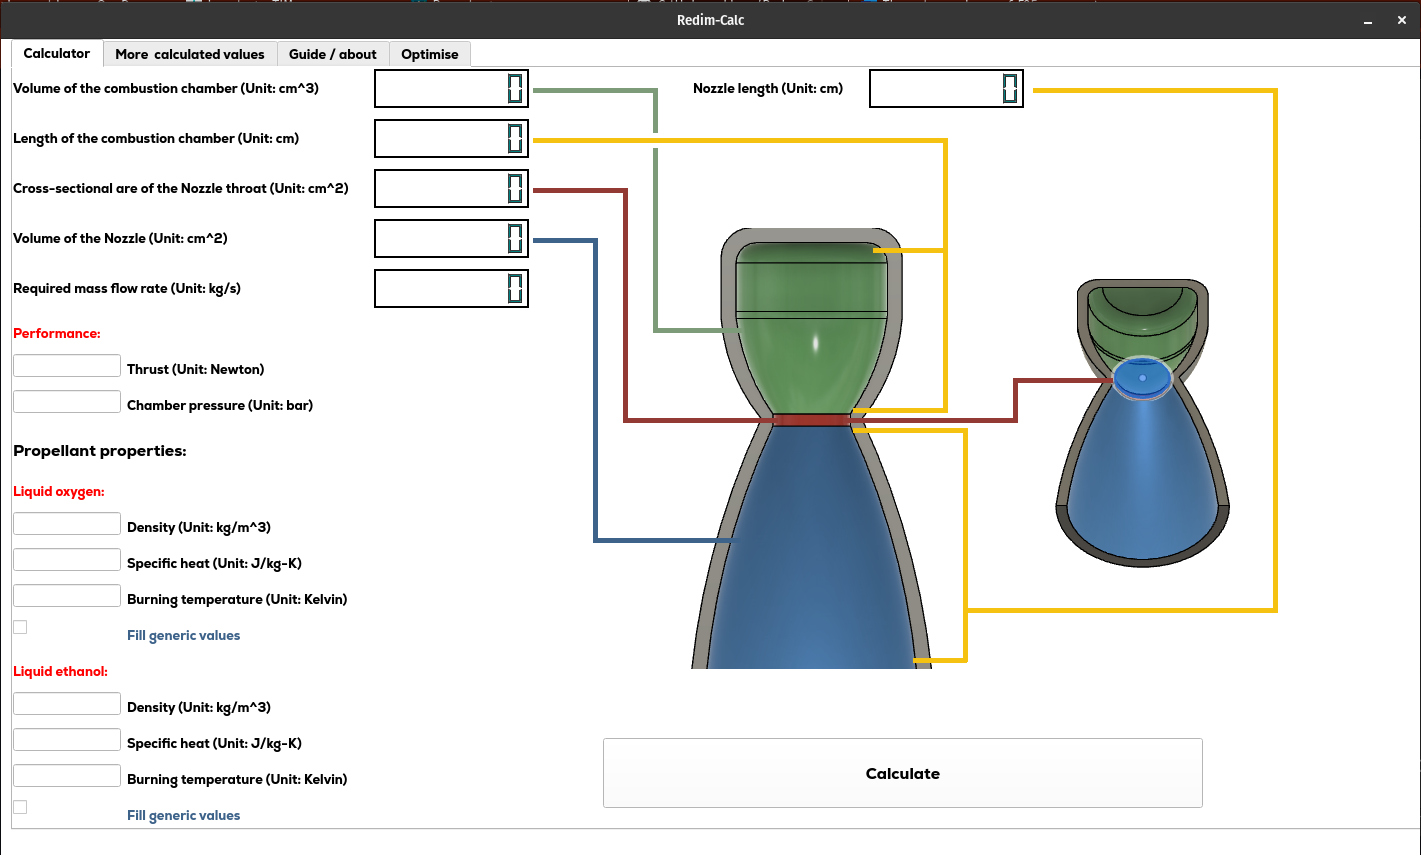 Redim-Calc
Calculator
More calculated values
Guide / about
Optimise
Volume of the combustion chamber (Unit: cm^3)
0
Nozzle length (Unit: cm)
0
Length of the combustion chamber (Unit: cm)
0
Cross-sectional are of the Nozzle throat (Unit: cm^2)
0
Volume of the Nozzle (Unit: cm^2)
0
Required mass flow rate (Unit: kg/s)
0
Performance:
Thrust (Unit: Newton)
Chamber pressure (Unit: bar)
Propellant properties:
Liquid oxygen:
Density (Unit: kg/m^3)
Specific heat (Unit: J/kg-K)
Burning temperature (Unit: Kelvin)
Fill generic values
Liquid ethanol:
Density (Unit: kg/m^3)
Specific heat (Unit: J/kg-K)
Burning temperature (Unit: Kelvin)
Fill generic values
Calculate